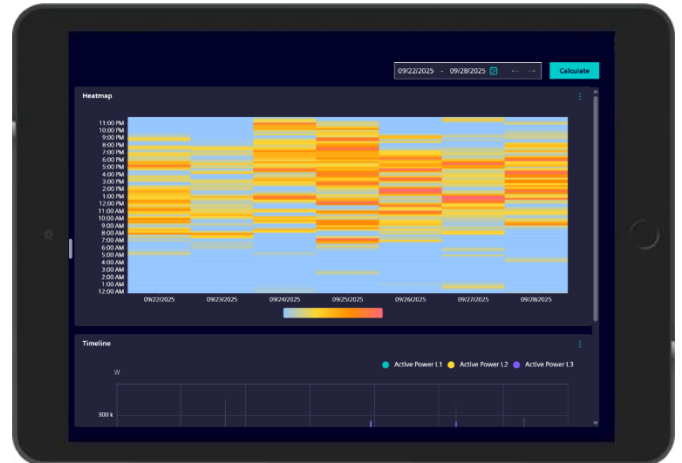 09/22/2025 - 09/28/2025 ← → Calculate
Heatmap
11:00 PM
10:00 PM
9:00 PM
8:00 PM
7:00 PM
6:00 PM
5:00 PM
4:00 PM
3:00 PM
2:00 PM
1:00 PM
12:00 PM
11:00 AM
10:00 AM
9:00 AM
8:00 AM
7:00 AM
6:00 AM
5:00 AM
4:00 AM
3:00 AM
2:00 AM
1:00 AM
12:00 AM
09/22/2025 09/23/2025 09/24/2025 09/25/2025 09/26/2025 09/27/2025 09/28/2025
Timeline
Active Power L1 Active Power L2 Active Power L3
W
300 k